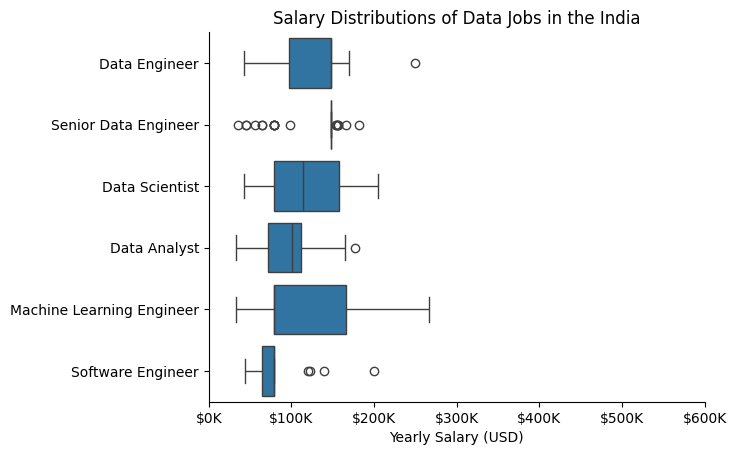 Salary Distributions of Data Jobs in the India
Data Engineer
Senior Data Engineer
Data Scientist
Data Analyst
Machine Learning Engineer
Software Engineer
$0K $100K $200K $300K $400K $500K $600K
Yearly Salary (USD)